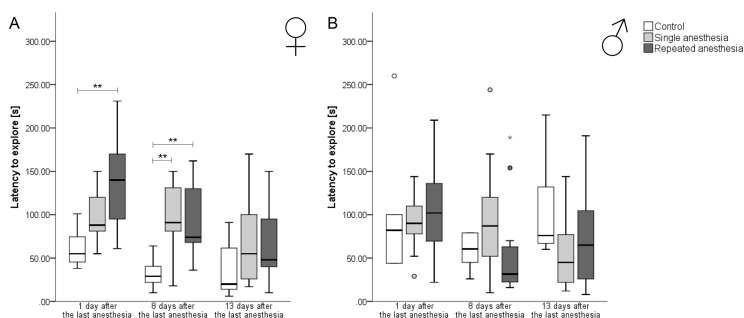 A
B
Control
Single anesthesia
Repeated anesthesia
Latency to explore [s]
300.00
250.00
200.00
150.00
100.00
50.00
.00
**
**
**
1 day after
the last anesthesia
8 days after
the last anesthesia
13 days after
the last anesthesia
Latency to explore [s]
300.00
250.00
200.00
150.00
100.00
50.00
.00
*
1 day after
the last anesthesia
8 days after
the last anesthesia
13 days after
the last anesthesia